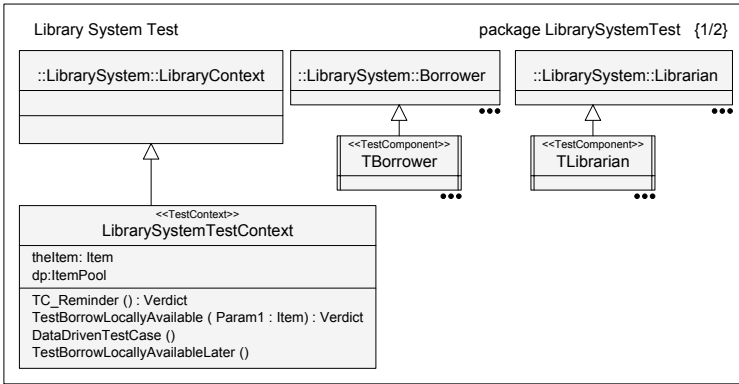 Library System Test
package LibrarySystemTest {1/2}
::LibrarySystem::LibraryContext
::LibrarySystem::Borrower
::LibrarySystem::Librarian
<<TestComponent>>
TBorrower
<<TestComponent>>
TLibrarian
<<TestContext>>
LibrarySystemTestContext
theItem: Item
dp:ItemPool
TC_Reminder () : Verdict
TestBorrowLocallyAvailable ( Param1 : Item) : Verdict
DataDrivenTestCase ()
TestBorrowLocallyAvailableLater ()